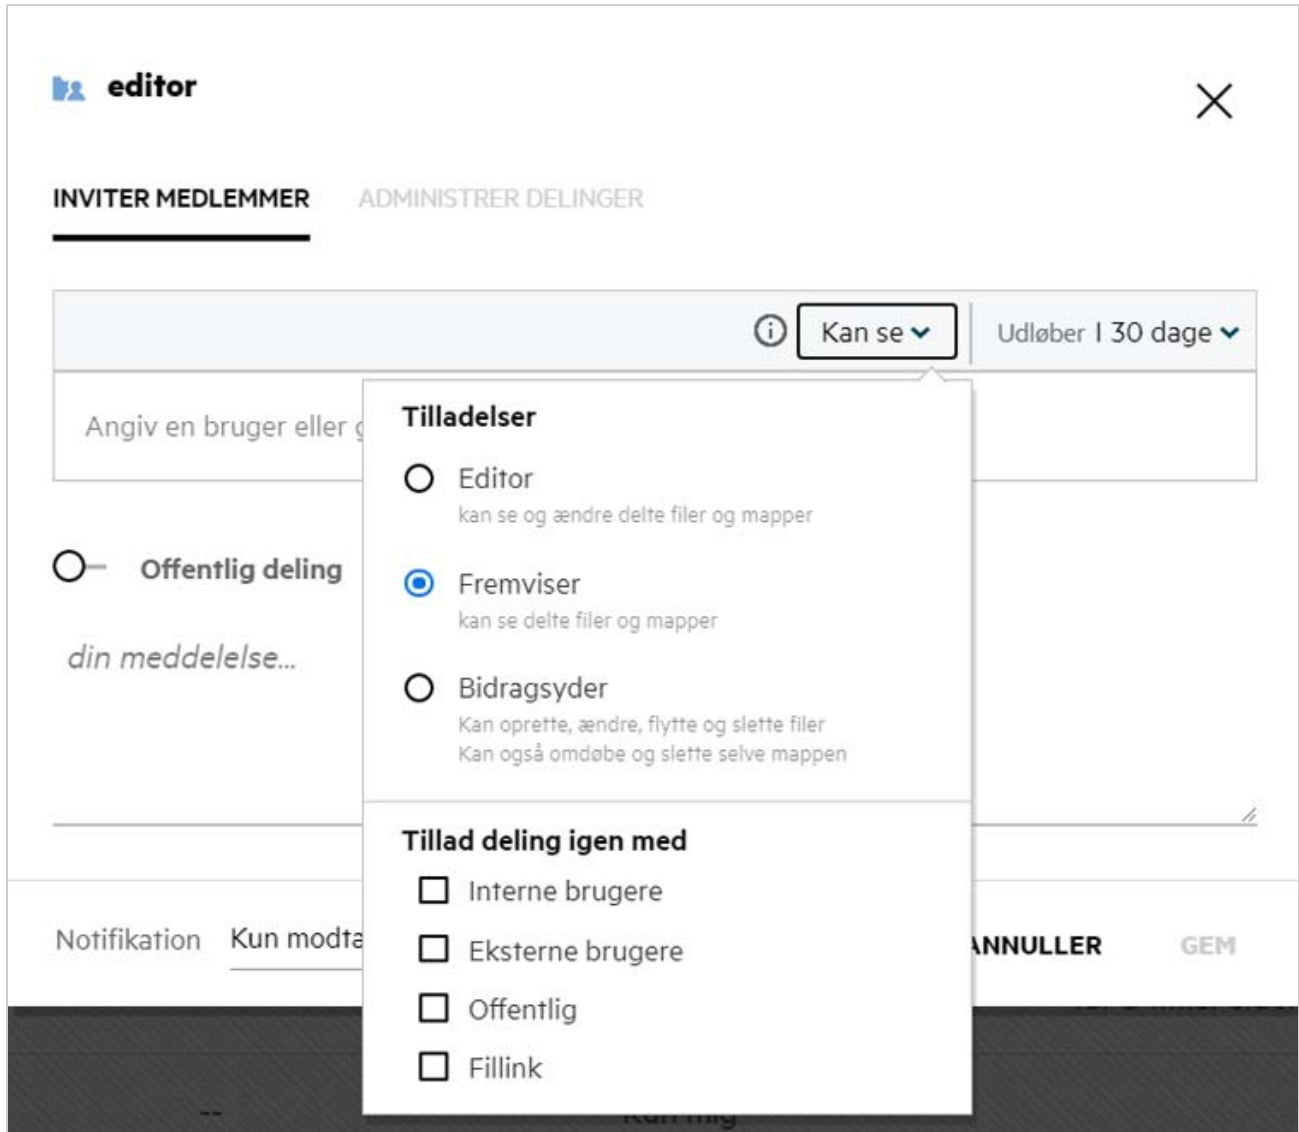 editor
INVITER MEDLEMMER ADMINISTRER DELINGER
Kan se Udløber I 30 dage
Angiv en bruger eller
Tilladelser
Editor
kan se og ændre delte filer og mapper
Fremviser
kan se delte filer og mapper
Bidragsyder
Kan oprette, ændre, flytte og slette filer
Kan også omdøbe og slette selve mappen
Offentlig deling
din meddelelse...
Tillad deling igen med
Interne brugere
Eksterne brugere
Offentlig
Fillink
Notifikation Kun
ANNULLER GEM
--